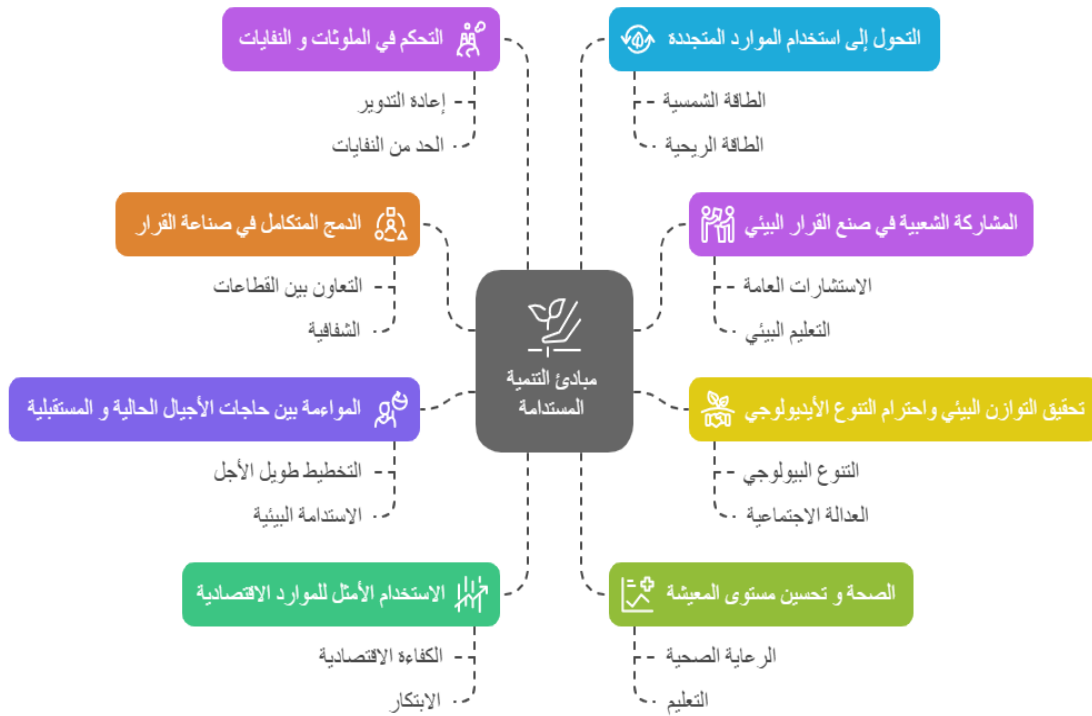 التحول إلى استخدام الموارد المتجددة
الطاقة الشمسية
الطاقة الريحية
التحكم في الملوثات و النفايات
إعادة التدوير
الحد من النفايات
المشاركة الشعبية في صنع القرار البيئي
الاستشارات العامة
التعليم البيئي
الدمج المتكامل في صناعة القرار
التعاون بين القطاعات
الشفافية
مبادئ التنمية
المستدامة
تحقيق التوازن البيئي واحترام التنوع الأيديولوجي
التنوع البيولوجي
العدالة الاجتماعية
المواءمة بين حاجات الأجيال الحالية و المستقبلية
التخطيط طويل الأجل
الاستدامة البيئية
الصحة و تحسين مستوى المعيشة
الرعاية الصحية
التعليم
الاستخدام الأمثل للموارد الاقتصادية
الكفاءة الاقتصادية
الابتكار